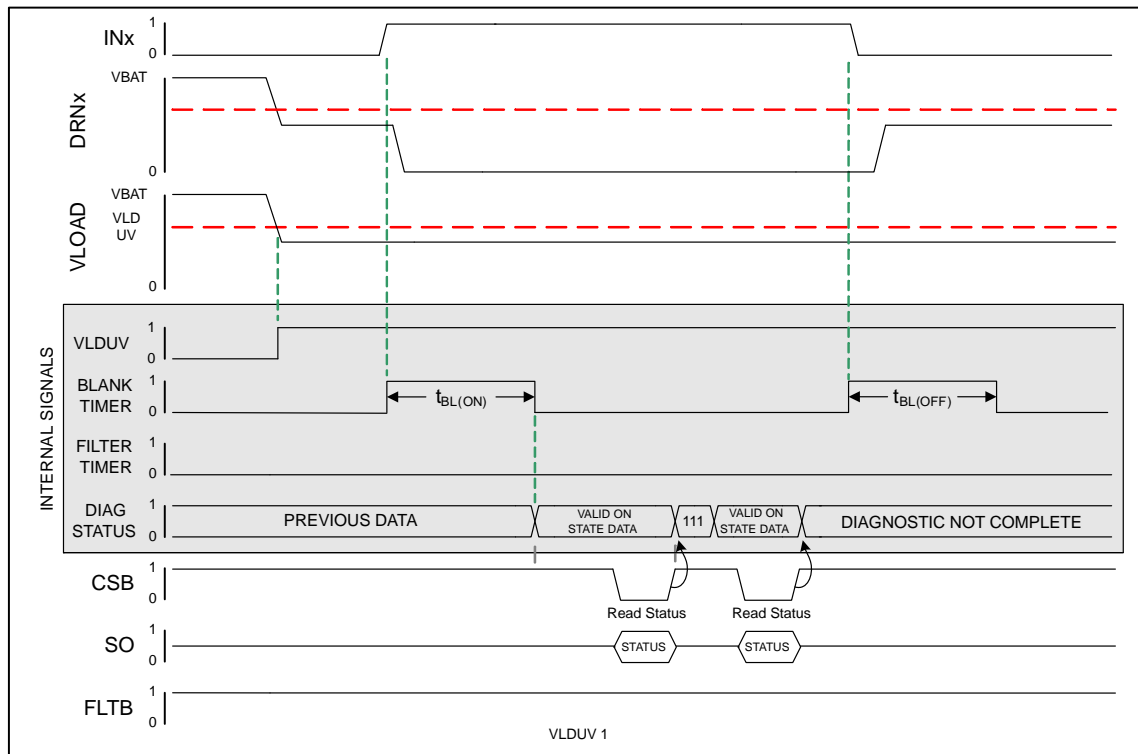 INx
1
0
DRNx
VBAT
0
VLOAD
VBAT
VLD
UV
0
INTERNAL SIGNALS
VLDUV
1
0
BLANK
TIMER
1
0
tBL(ON)
tBL(OFF)
FILTER
TIMER
1
0
DIAG
STATUS
1
0
PREVIOUS DATA
VALID ON
STATE DATA
111
VALID ON
STATE DATA
DIAGNOSTIC NOT COMPLETE
CSB
1
0
Read Status
Read Status
SO
1
0
STATUS
STATUS
FLTB
1
0
VLDUV 1